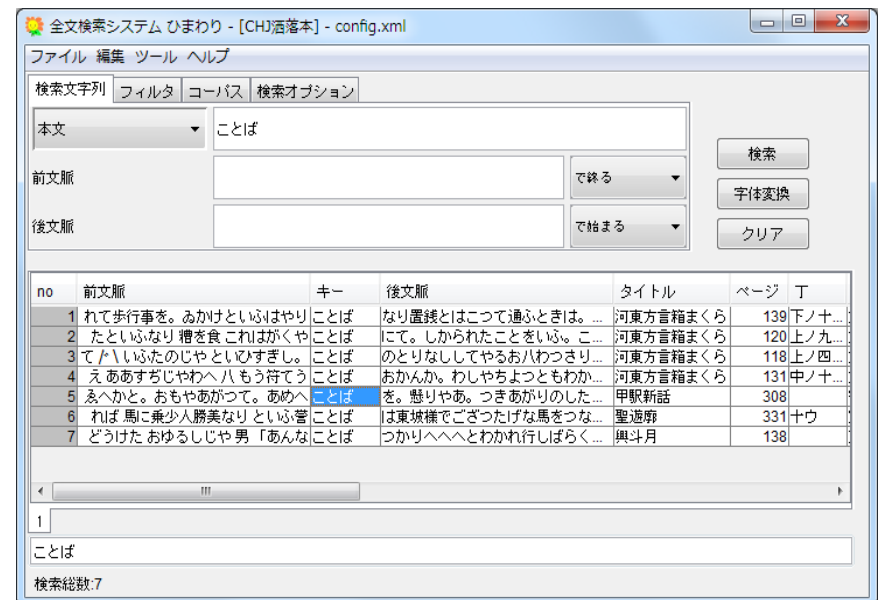 全文検索システム ひまわり - [CHJ洒落本] - config.xml
ファイル 編集 ツール ヘルプ
検索文字列 フィルタ コーパス 検索オプション
本文 ことば
検索
前文脈 で終る
字体変換
後文脈 で始まる
クリア
no 前文脈 キー 後文脈 タイトル ページ 丁
1 れて歩行事を。ゐかけといふはやり ことば なり置銭とはこつて通ふときは。... 河東方言箱まくら 139 下ノ十...
2 たといふなり 糟を食 これはがくや ことば にて。しかられたことをいふ。こ... 河東方言箱まくら 120 上ノ九...
3 て〳〵いふたのじや といひすぎし。 ことば のとりなししてやるお八わつさり... 河東方言箱まくら 118 上ノ四...
4 え ああすぢじやわへ 八 もう符てう ことば おかんか。わしやちよつともわか... 河東方言箱まくら 131 中ノ十...
5 ゑへかと。おもやあがつて。あめへ ことば を。懸りやあ。つきあがりのした... 甲駅新話 308
6 れば 馬に乗少人勝美なり といふ誉 ことば は東坡様でござつたげな馬をつな... 聖遊廓 331 十ウ
7 どうけた おゆるしじや 男 「あんな ことば つかりへへへとわかれ行しばらく... 興斗月 138
1
ことば
検索総数:7